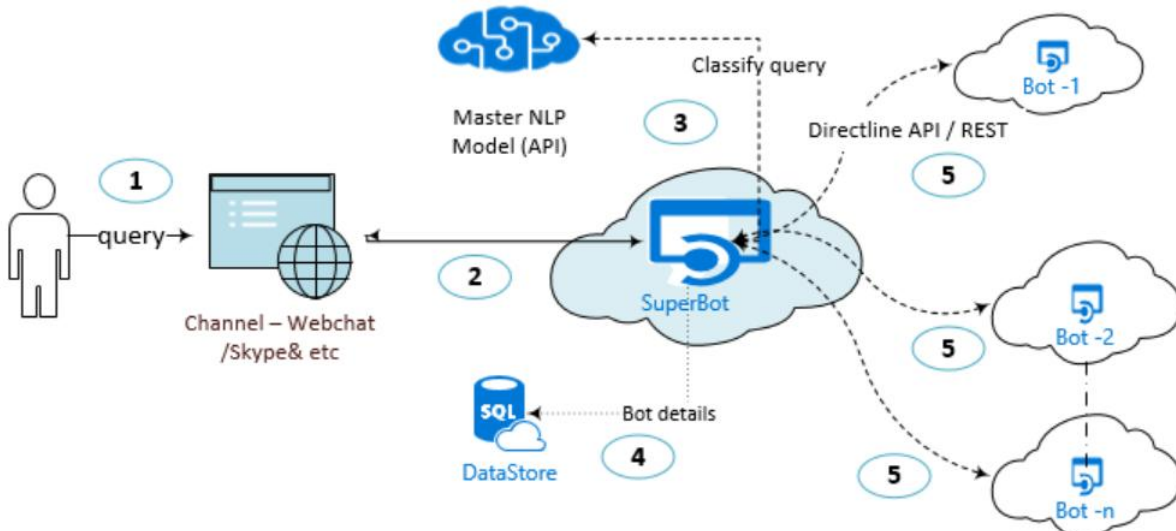 Classify query
Bot -1
Master NLP
Model (API)
3
Directline API / REST
1
5
query
2
SuperBot
Channel – Webchat
/Skype& etc
5
Bot -2
SQL
Bot details
DataStore
4
5
Bot -n